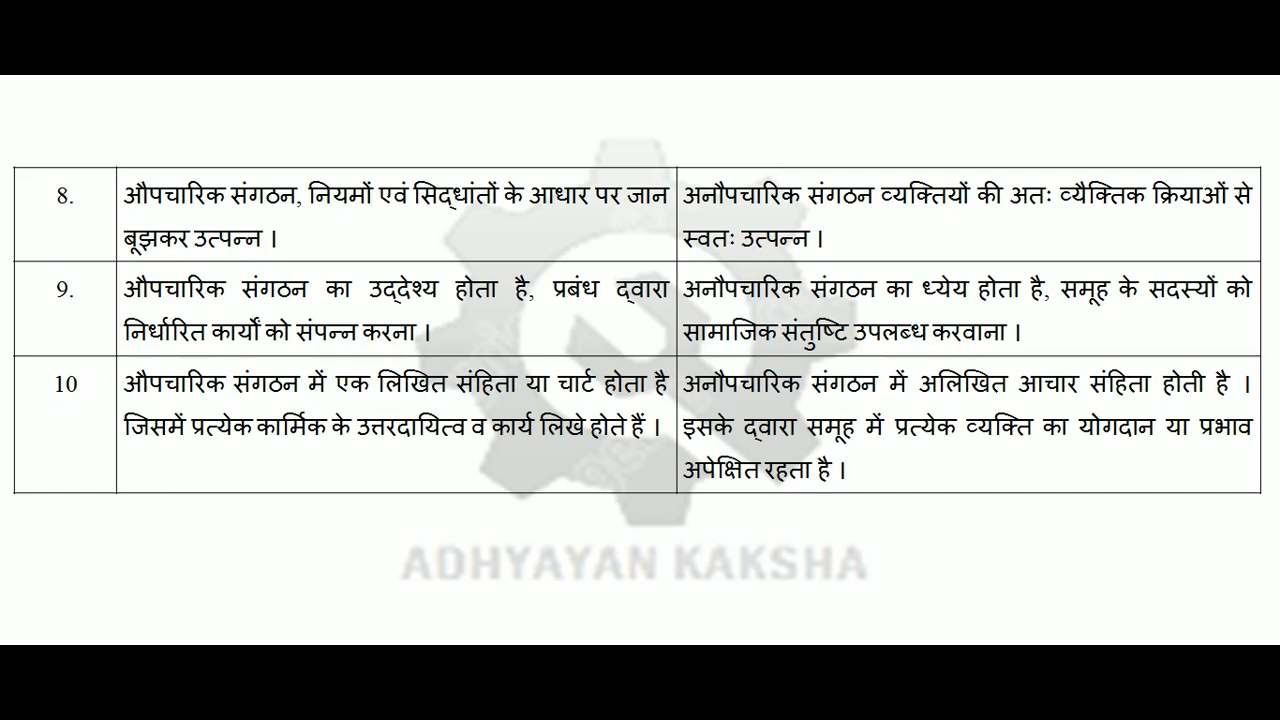 8.
औपचारिक संगठन, नियमों एवं सिद्धांतों के आधार पर जान
बूझकर उत्पन्न ।
अनौपचारिक संगठन व्यक्तियों की अतः व्यैक्तिक क्रियाओं से
स्वतः उत्पन्न ।
9.
औपचारिक संगठन का उद्देश्य होता है, प्रबंध द्वारा
निर्धारित कार्यों को संपन्न करना ।
अनौपचारिक संगठन का ध्येय होता है, समूह के सदस्यों को
सामाजिक संतुष्टि उपलब्ध करवाना ।
10
औपचारिक संगठन में एक लिखित संहिता या चार्ट होता है
जिसमें प्रत्येक कार्मिक के उत्तरदायित्व व कार्य लिखे होते हैं ।
अनौपचारिक संगठन में अलिखित आचार संहिता होती है ।
इसके द्वारा समूह में प्रत्येक व्यक्ति का योगदान या प्रभाव
अपेक्षित रहता है ।
ADHYAYAN KAKSHA